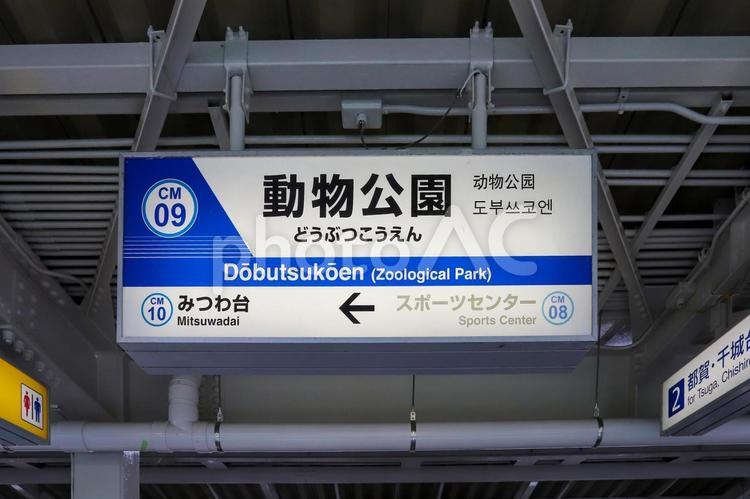 CM
09
動物公園
どうぶつこうえん
动物公园
도부쓰코엔
Dōbutsukōen (Zoological Park)
CM
10
みつわ台
Mitsuwadai
スポーツセンター
Sports Center
CM
08
2
都賀・千城台
for Tsuga, Chishiro
photoAC